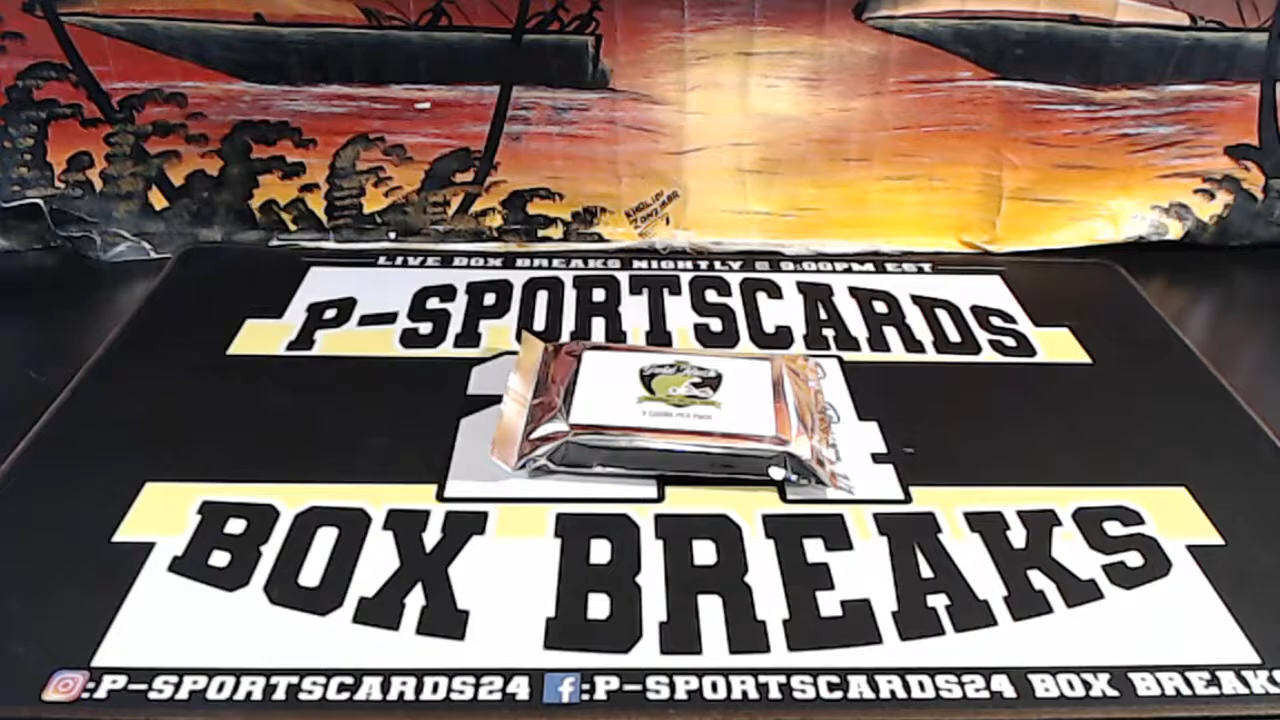 LIVE BOX BREAKS NIGHTLY @ 9:00PM EST
P-SPORTSCARDS
BOX BREAKS
:P-SPORTSCARDS24 f:P-SPORTSCARDS24 BOX BREAKS